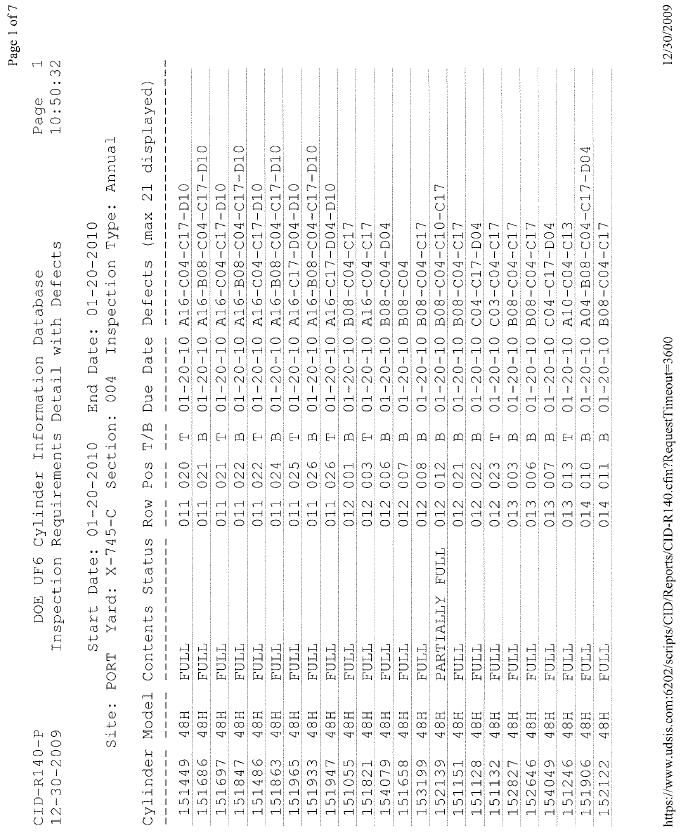 Page 1 of 7
CID-R140-P DOE UF6 Cylinder Information Database Page 1
12-30-2009 Inspection Requirements Detail with Defects 10:50:32
Start Date: 01-20-2010 End Date: 01-20-2010
Site: PORT Yard: X-745-C Section: 004 Inspection Type: Annual
Cylinder Model Contents Status Row Pos T/B Due Date Defects (max 21 displayed)
151449 48H FULL 011 020 T 01-20-10 A16-C04-C17-D10
151686 48H FULL 011 021 B 01-20-10 A16-B08-C04-C17-D10
151697 48H FULL 011 021 T 01-20-10 A16-C04-C17-D10
151847 48H FULL 011 022 B 01-20-10 A16-B08-C04-C17-D10
151486 48H FULL 011 022 T 01-20-10 A16-C04-C17-D10
151863 48H FULL 011 024 B 01-20-10 A16-B08-C04-C17-D10
151965 48H FULL 011 025 T 01-20-10 A16-C17-D04-D10
151933 48H FULL 011 026 B 01-20-10 A16-B08-C04-C17-D10
151947 48H FULL 011 026 T 01-20-10 A16-C17-D04-D10
151055 48H FULL 012 001 B 01-20-10 B08-C04-C17
151821 48H FULL 012 003 T 01-20-10 A16-C04-C17
154079 48H FULL 012 006 B 01-20-10 B08-C04-D04
151658 48H FULL 012 007 B 01-20-10 B08-C04
153199 48H FULL 012 008 B 01-20-10 B08-C04-C17
152139 48H PARTIALLY FULL 012 012 B 01-20-10 B08-C04-C10-C17
151151 48H FULL 012 021 B 01-20-10 B08-C04-C17
151128 48H FULL 012 022 B 01-20-10 C04-C17-D04
151132 48H FULL 012 023 T 01-20-10 C03-C04-C17
152827 48H FULL 013 003 B 01-20-10 B08-C04-C17
152646 48H FULL 013 006 B 01-20-10 B08-C04-C17
154049 48H FULL 013 007 B 01-20-10 C04-C17-D04
151246 48H FULL 013 013 T 01-20-10 A10-C04-C13
151906 48H FULL 014 010 B 01-20-10 A04-B08-C04-C17-D04
152122 48H FULL 014 011 B 01-20-10 B08-C04-C17
https://www.udsis.com:6202/scripts/CID/Reports/CID-R140.cfm?RequestTimeout=3600 12/30/2009